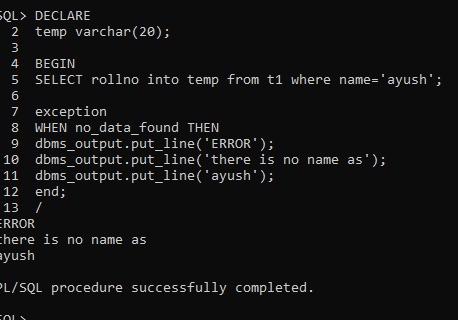 SQL> DECLARE
2 temp varchar(20);
3
4 BEGIN
5 SELECT rollno into temp from t1 where name='ayush';
6
7 exception
8 WHEN no_data_found THEN
9 dbms_output.put_line('ERROR');
10 dbms_output.put_line('there is no name as');
11 dbms_output.put_line('ayush');
12 end;
13 /
ERROR
there is no name as
ayush
PL/SQL procedure successfully completed.
SQL>